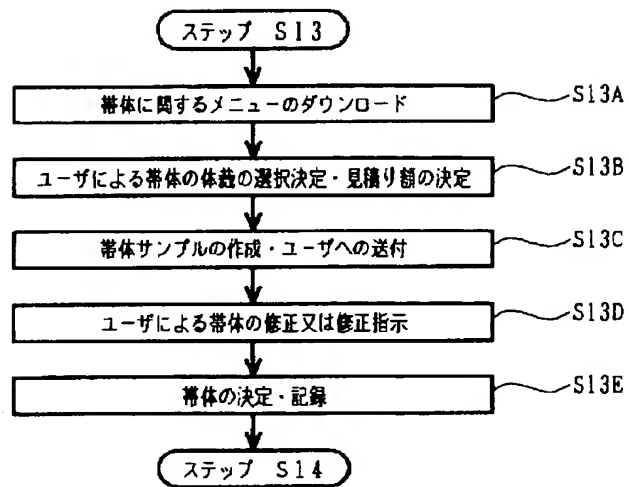 ステップ S13
帯体に関するメニューのダウンロード
S13A
ユーザによる帯体の体裁の選択決定・見積り額の決定
S13B
帯体サンプルの作成・ユーザへの送付
S13C
ユーザによる帯体の修正又は修正指示
S13D
帯体の決定・記録
S13E
ステップ S14